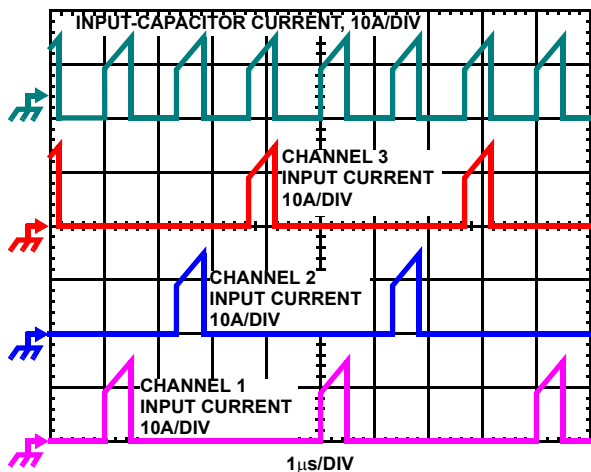 INPUT-CAPACITOR CURRENT, 10A/DIV
CHANNEL 3
INPUT CURRENT
10A/DIV
CHANNEL 2
INPUT CURRENT
10A/DIV
CHANNEL 1
INPUT CURRENT
10A/DIV
1μs/DIV